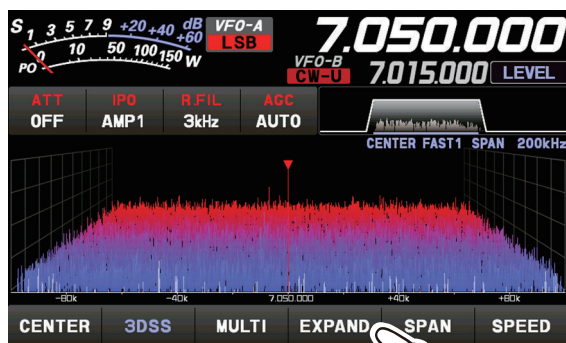 S 1 3 5 7 9 +20 +40 +60 dB VFO-A 7.050.000
LSB
PO 0 10 50 100 150 W VFO-B 7.015.000 LEVEL
CW-U
ATT IPO R.FIL AGC
OFF AMP1 3kHz AUTO
CENTER FAST1 SPAN 200kHz
-80k -40k 7.050.000 +40k +80k
CENTER 3DSS MULTI EXPAND SPAN SPEED